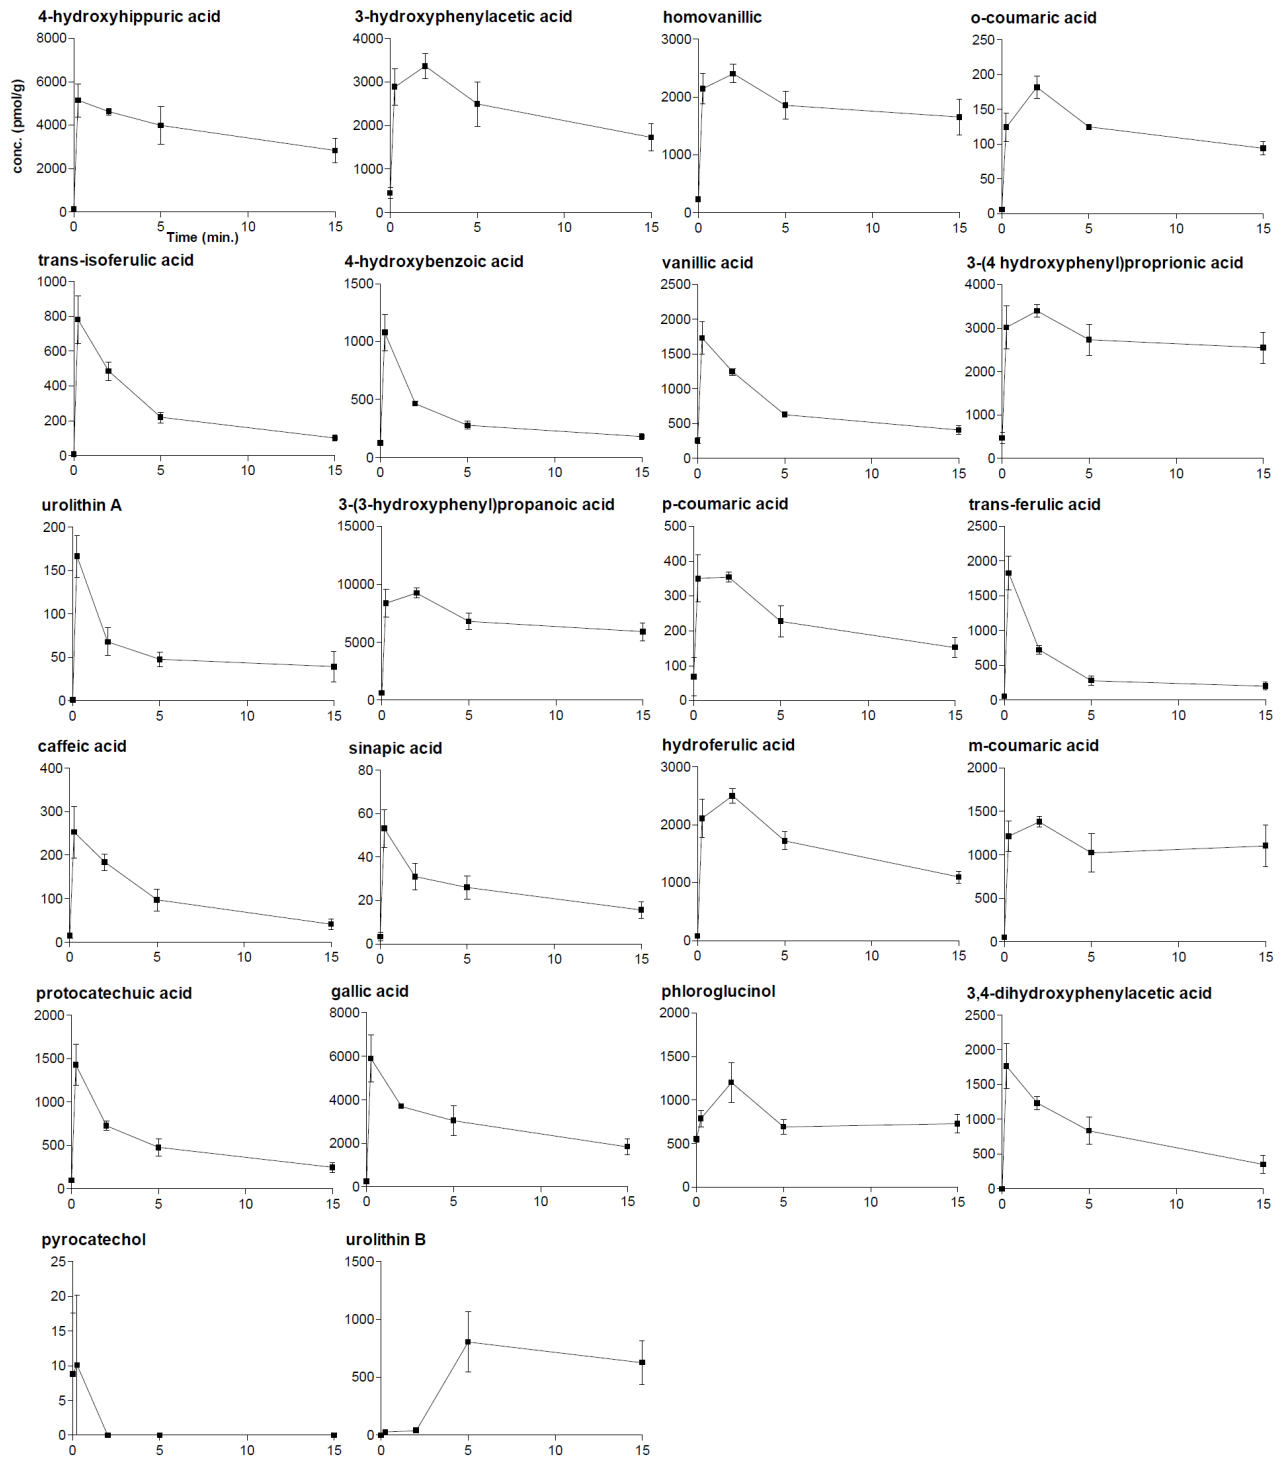 4-hydroxyhippuric acid
conc. (pmol/g)
8000
6000
4000
2000
0
0 5 10 15
Time (min.)
3-hydroxyphenylacetic acid
4000
3000
2000
1000
0
0 5 10 15
homovanillic
3000
2000
1000
0
0 5 10 15
o-coumaric acid
250
200
150
100
50
0
0 5 10 15
trans-isoferulic acid
1000
800
600
400
200
0
0 5 10 15
4-hydroxybenzoic acid
1500
1000
500
0
0 5 10 15
vanillic acid
2500
2000
1500
1000
500
0
0 5 10 15
3-(4 hydroxyphenyl)proprionic acid
4000
3000
2000
1000
0
0 5 10 15
urolithin A
200
150
100
50
0
0 5 10 15
3-(3-hydroxyphenyl)propanoic acid
15000
10000
5000
0
0 5 10 15
p-coumaric acid
500
400
300
200
100
0
0 5 10 15
trans-ferulic acid
2500
2000
1500
1000
500
0
0 5 10 15
caffeic acid
400
300
200
100
0
0 5 10 15
sinapic acid
80
60
40
20
0
0 5 10 15
hydroferulic acid
3000
2000
1000
0
0 5 10 15
m-coumaric acid
2000
1500
1000
500
0
0 5 10 15
protocatechuic acid
2000
1500
1000
500
0
0 5 10 15
gallic acid
8000
6000
4000
2000
0
0 5 10 15
phloroglucinol
2000
1500
1000
500
0
0 5 10 15
3,4-dihydroxyphenylacetic acid
2500
2000
1500
1000
500
0
0 5 10 15
pyrocatechol
25
20
15
10
5
0
0 5 10 15
urolithin B
1500
1000
500
0
0 5 10 15